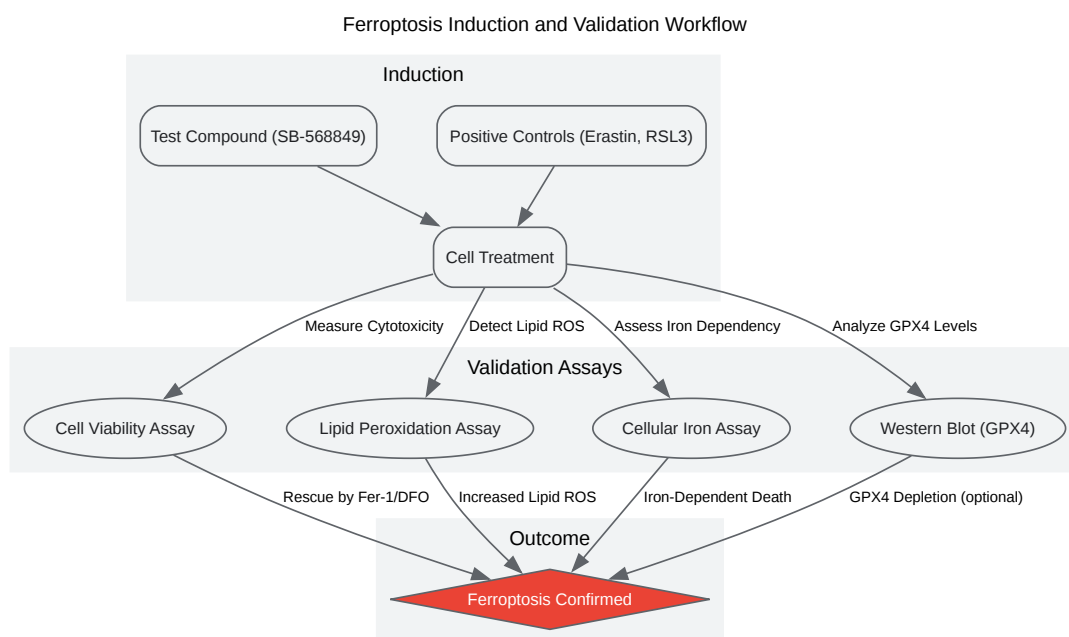 Ferroptosis Induction and Validation Workflow
Induction
Test Compound (SB-568849)
Positive Controls (Erastin, RSL3)
Cell Treatment
Measure Cytotoxicity
Detect Lipid ROS
Assess Iron Dependency
Analyze GPX4 Levels
Validation Assays
Cell Viability Assay
Lipid Peroxidation Assay
Cellular Iron Assay
Western Blot (GPX4)
Rescue by Fer-1/DFO
Increased Lipid ROS
Iron-Dependent Death
GPX4 Depletion (optional)
Outcome
Ferroptosis Confirmed